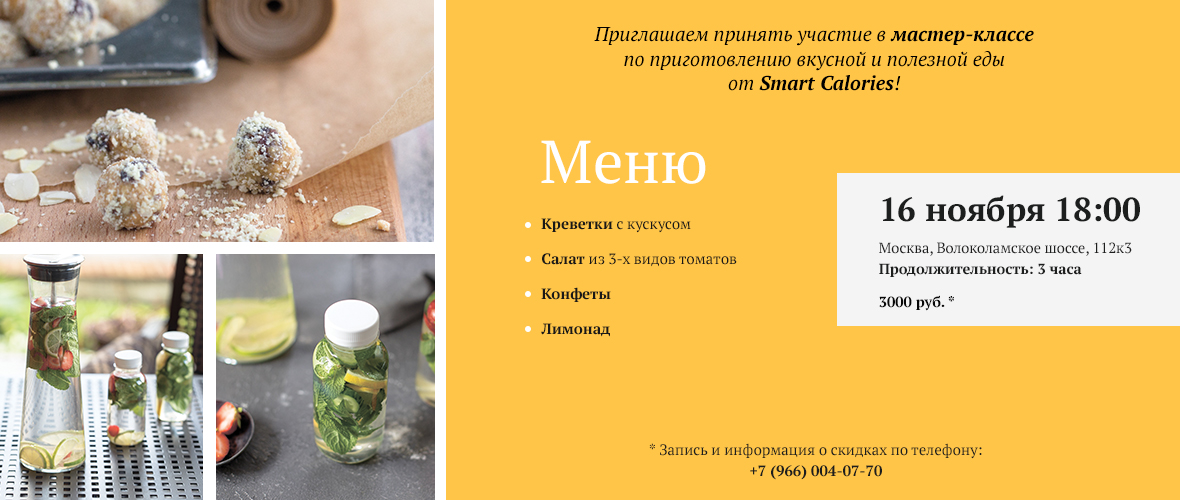 Приглашаем принять участие в мастер-классе
по приготовлению вкусной и полезной еды
от Smart Calories!
Меню
• Креветки с кускусом
• Салат из 3-х видов томатов
• Конфеты
• Лимонад
16 ноября 18:00
Москва, Волоколамское шоссе, 112к3
Продолжительность: 3 часа
3000 руб. *
* Запись и информация о скидках по телефону:
+7 (966) 004-07-70